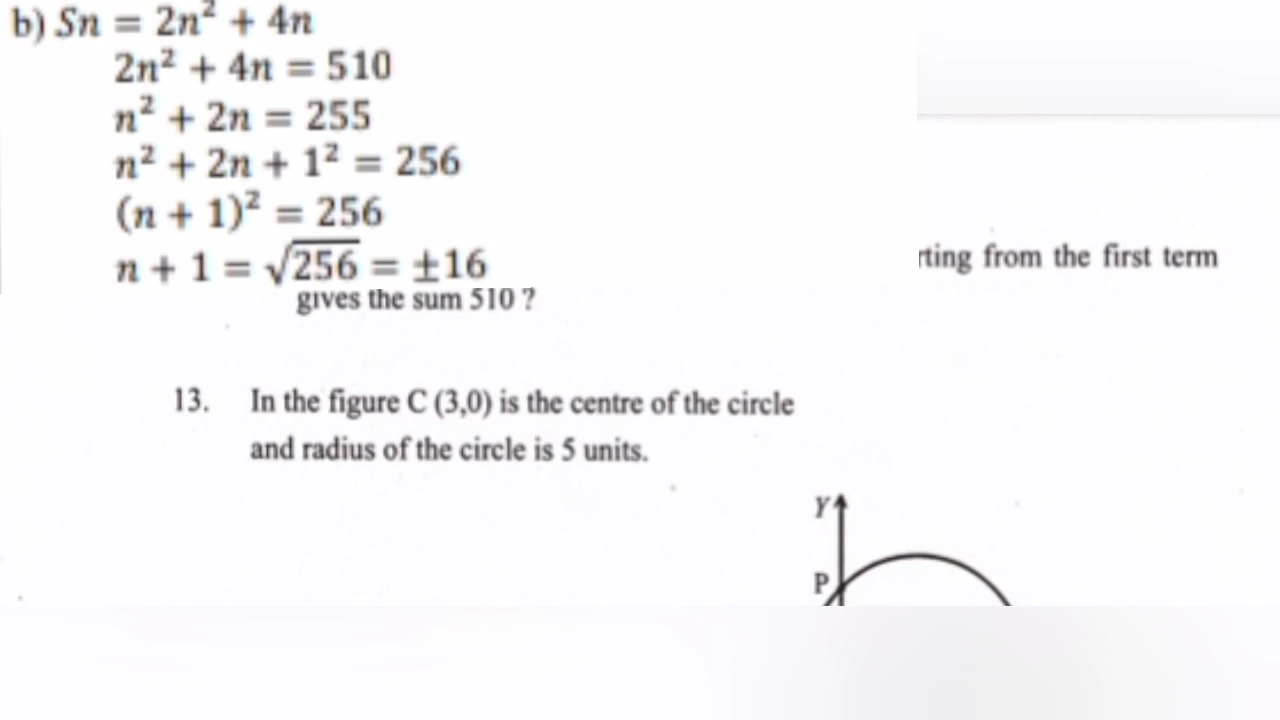 b) Sn = 2n² + 4n
2n² + 4n = 510
n² + 2n = 255
n² + 2n + 1² = 256
(n + 1)² = 256
n + 1 = √256 = ±16
rting from the first term
gives the sum 510 ?
13. In the figure C (3,0) is the centre of the circle
and radius of the circle is 5 units.
Y
P